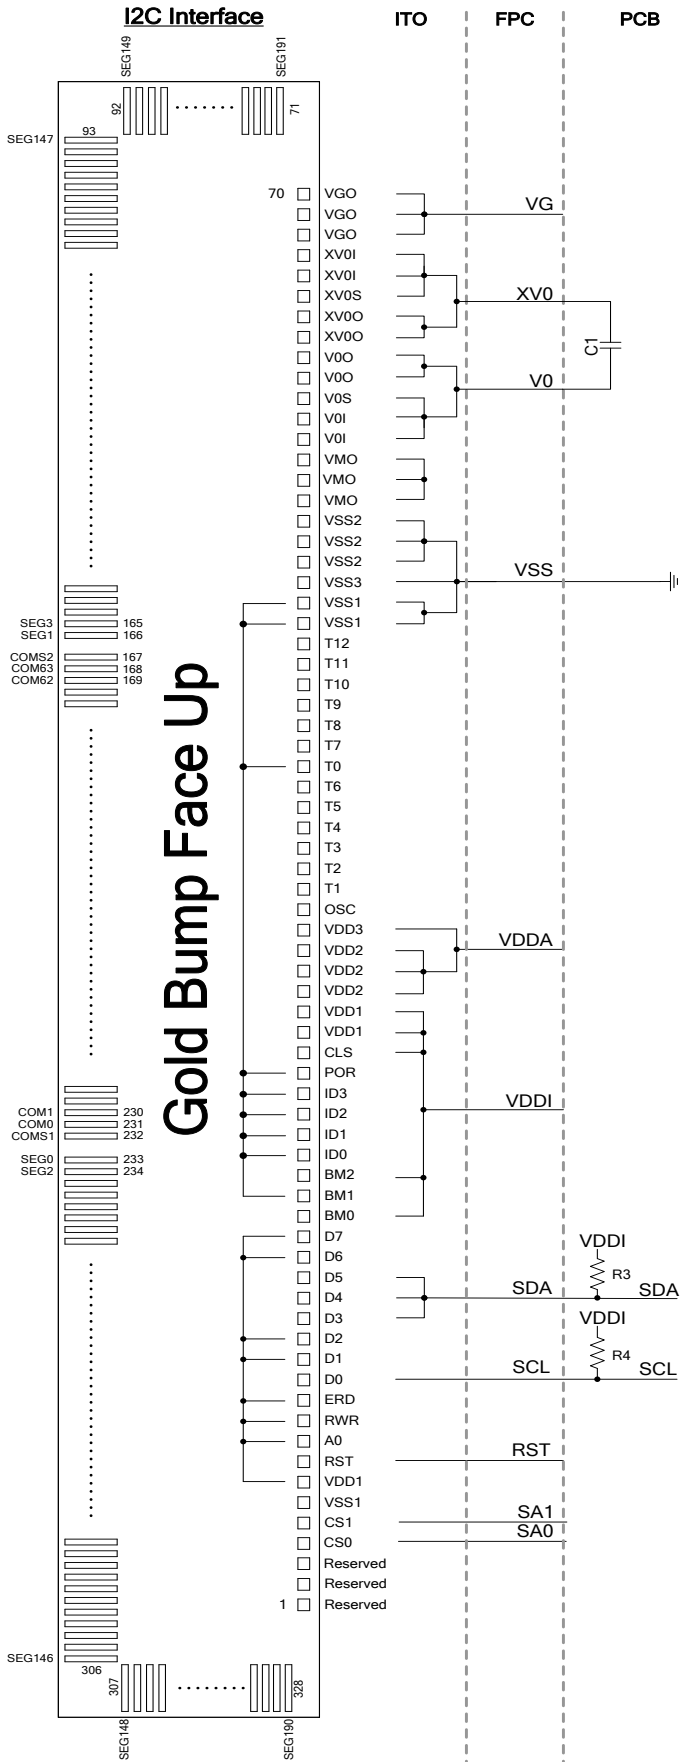 I2C Interface
ITO
FPC
PCB
SEG149
SEG191
92
71
SEG147
93
70
VGO
VG
VGO
VGO
XV0I
XV0I
XV0S
XV0
XV0O
XV0O
C1
V0O
V0O
V0
V0S
V0I
V0I
VMO
VMO
VMO
VSS2
VSS2
VSS2
VSS
VSS3
VSS1
SEG3 165
VSS1
SEG1 166
T12
COMS2 167
T11
COM63 168
COM62 169
T10
T9
T8
T7
T0
T6
T5
T4
T3
T2
T1
OSC
Gold Bump Face Up
VDD3
VDDA
VDD2
VDD2
VDD2
VDD1
VDD1
CLS
POR
ID3
VDDI
COM1 230
ID2
COM0 231
COMS1 232
ID1
SEG0 233
ID0
SEG2 234
BM2
BM1
BM0
D7
VDDI
D6
R3
D5
SDA
SDA
D4
D3
VDDI
D2
R4
D1
SCL
SCL
D0
ERD
RWR
A0
RST
RST
VDD1
VSS1
SA1
CS1
SA0
CS0
Reserved
Reserved
1
Reserved
SEG146
306
307
328
SEG148
SEG190